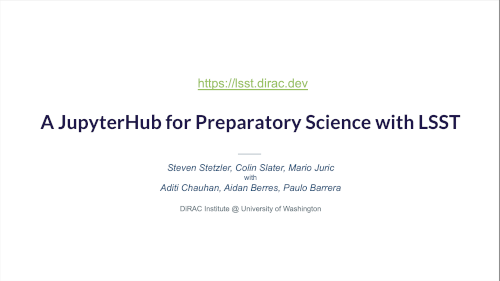 https://lsst.dirac.dev
A JupyterHub for Preparatory Science with LSST
Steven Stetzler, Colin Slater, Mario Juric
with
Aditi Chauhan, Aidan Berres, Paulo Barrera
DiRAC Institute @ University of Washington